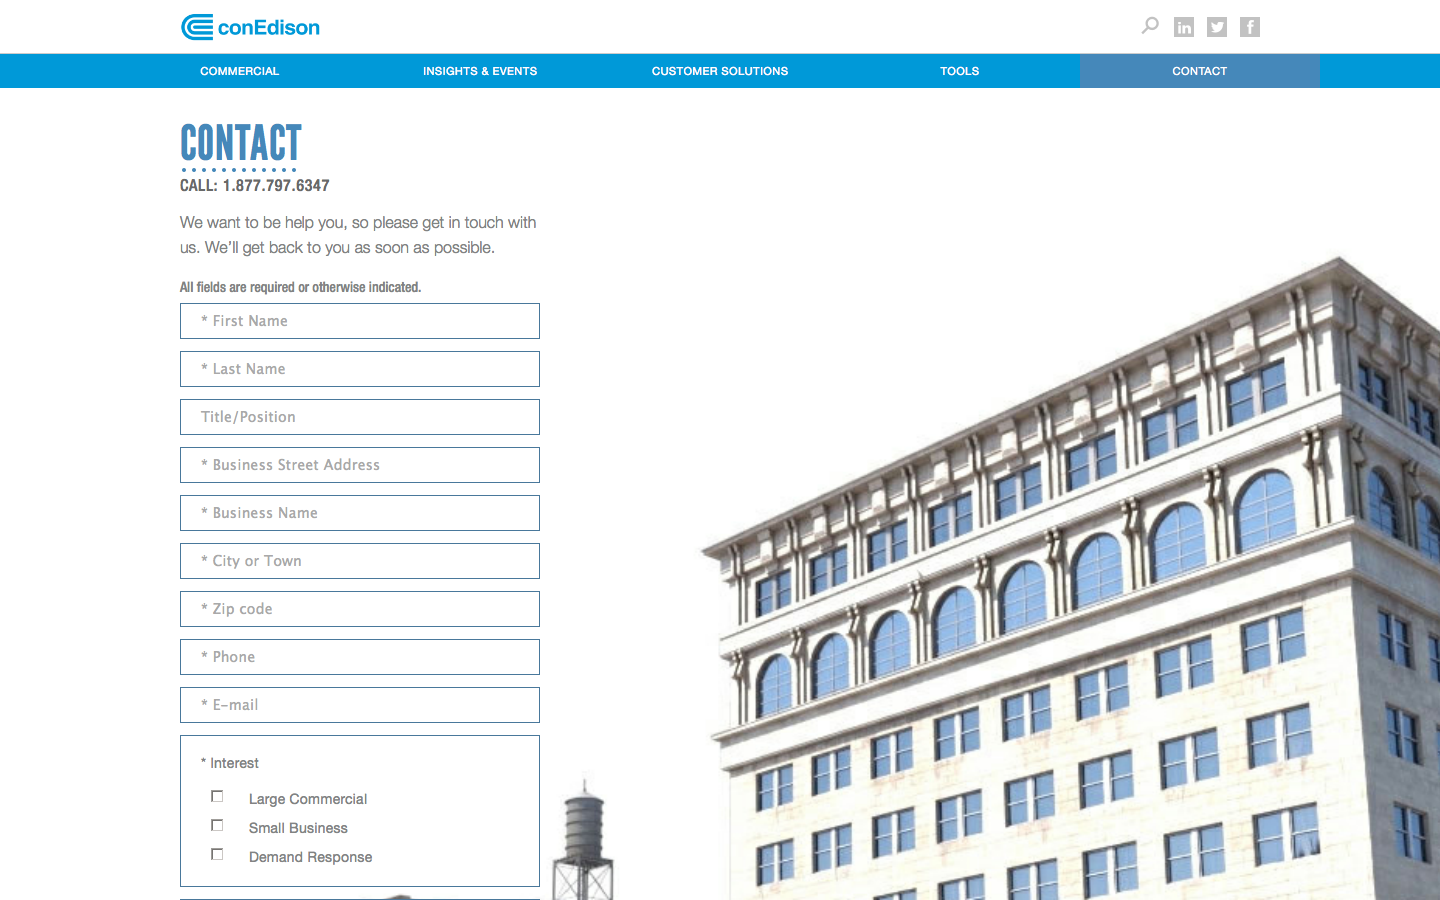 conEdison
in
f
COMMERCIAL
INSIGHTS & EVENTS
CUSTOMER SOLUTIONS
TOOLS
CONTACT
CONTACT
CALL: 1.877.797.6347
We want to be help you, so please get in touch with
us. We'll get back to you as soon as possible.
All fields are required or otherwise indicated.
* First Name
* Last Name
Title/Position
* Business Street Address
* Business Name
* City or Town
* Zip code
* Phone
* E-mail
* Interest
Large Commercial
Small Business
Demand Response